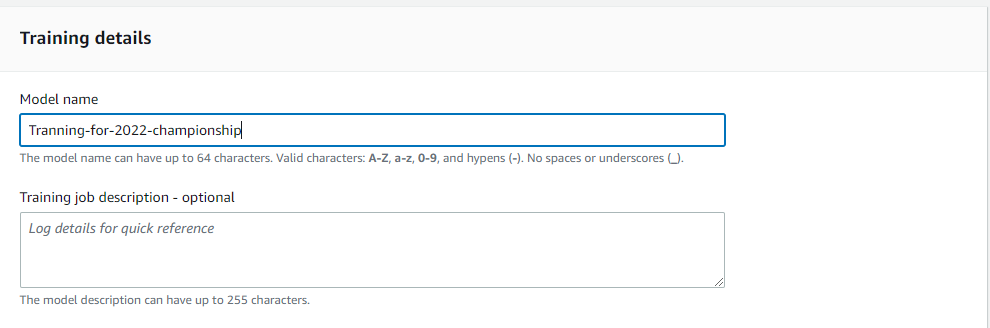 Training details
Model name
Tranning-for-2022-championship
The model name can have up to 64 characters. Valid characters: A-Z, a-z, 0-9, and hypens (-). No spaces or underscores (_).
Training job description - optional
Log details for quick reference
The model description can have up to 255 characters.